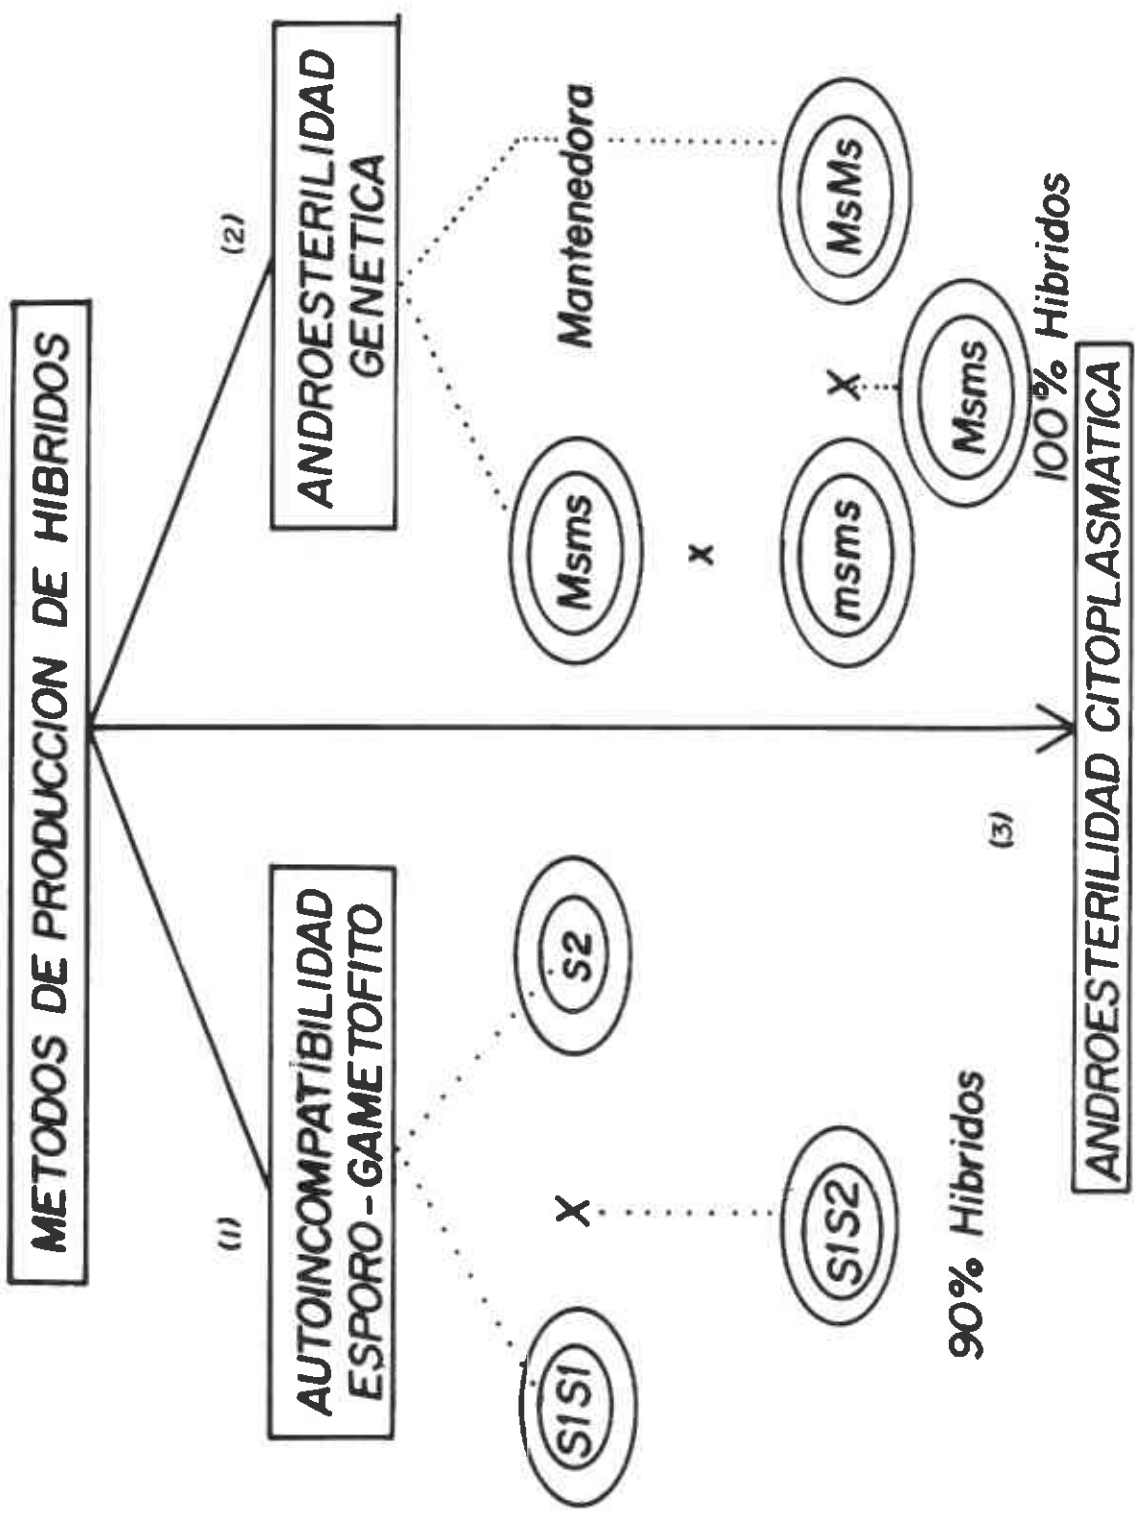 METODOS DE PRODUCCION DE HIBRIDOS
(1)
(2)
AUTOINCOMPATIBILIDAD
ESPORO-GAMETOFITO
S1S1
X
S2
S1S2
90% Hibridos
ANDROESTERILIDAD
GENETICA
Msms
Mantenedora
x
msms
X
MsMs
Msms
100% Hibridos
(3)
ANDROESTERILIDAD CITOPLASMATICA